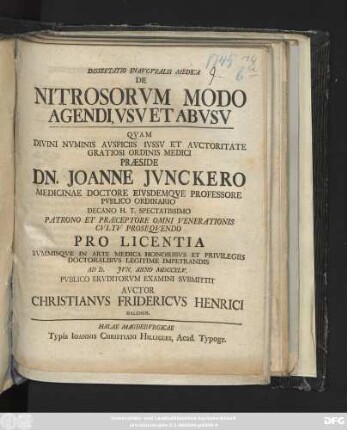 DISSERTATIO INAVGVRALIS MEDICA
DE
NITROSORVM MODO
AGENDI, VSV ET ABVSV
QVAM
DIVINI NVMINIS AVSPICIIS IVSSV ET AVCTORITATE
GRATIOSI ORDINIS MEDICI
PRÆSIDE
DN. JOANNE JVNCKERO
MEDICINAE DOCTORE EIVSDEMQVE PROFESSORE
PVBLICO ORDINARIO
DECANO H. T. SPECTATISSIMO
PATRONO ET PRÆCEPTORE OMNI VENERATIONIS
CVLTV PROSEQVENDO
PRO LICENTIA
SVMMISQVE IN ARTE MEDICA HONORIBVS ET PRIVILEGIIS
DOCTORALIBVS LEGITIME IMPETRANDIS
AD D. JVN. ANNO MDCCXLV.
PVBLICO ERVDITORVM EXAMINI SVBMITTIT
AVCTOR
CHRISTIANVS FRIDERICVS HENRICI
HALENSIS.
HALAE MAGDEBVRGICAE
Typis IOANNIS CHRISTIANI HILLIGERI, Acad. Typogr.